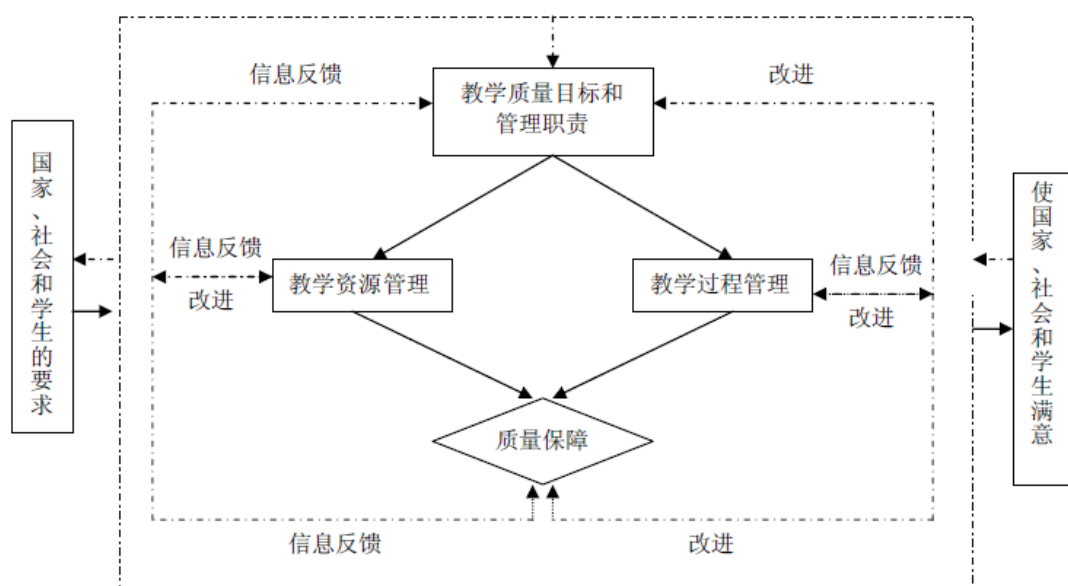 信息反馈
改进
教学质量目标和
管理职责
国家、社会和学生的要求
使国家、社会和学生满意
信息反馈
改进
教学资源管理
教学过程管理
信息反馈
改进
质量保障
信息反馈
改进